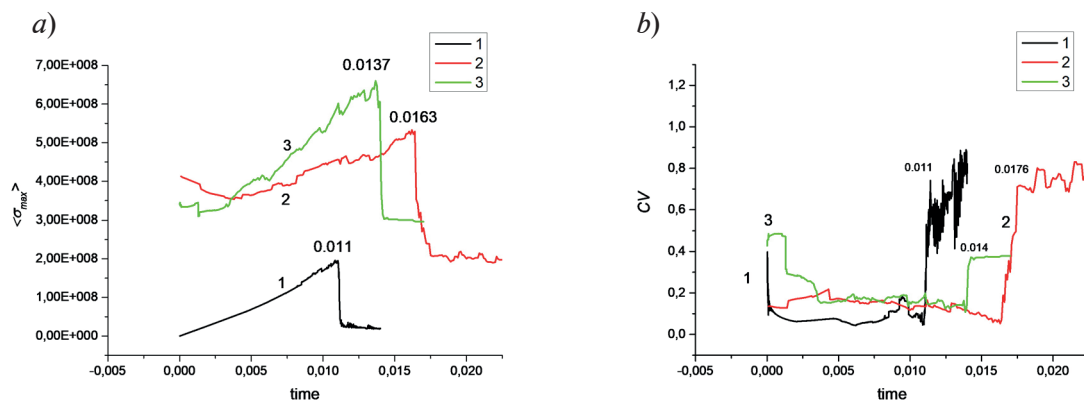 a)
1
2
3
7,00E+008
6,00E+008
5,00E+008
4,00E+008
3,00E+008
2,00E+008
1,00E+008
0,00E+000
<σmax>
0.0137
0.0163
0.011
3
2
1
-0,005 0,000 0,005 0,010 0,015 0,020
time
b)
1
2
3
1,2
1,0
0,8
0,6
0,4
0,2
0,0
CV
0.011
0.0176
0.014
3
1
2
-0,005 0,000 0,005 0,010 0,015 0,020
time